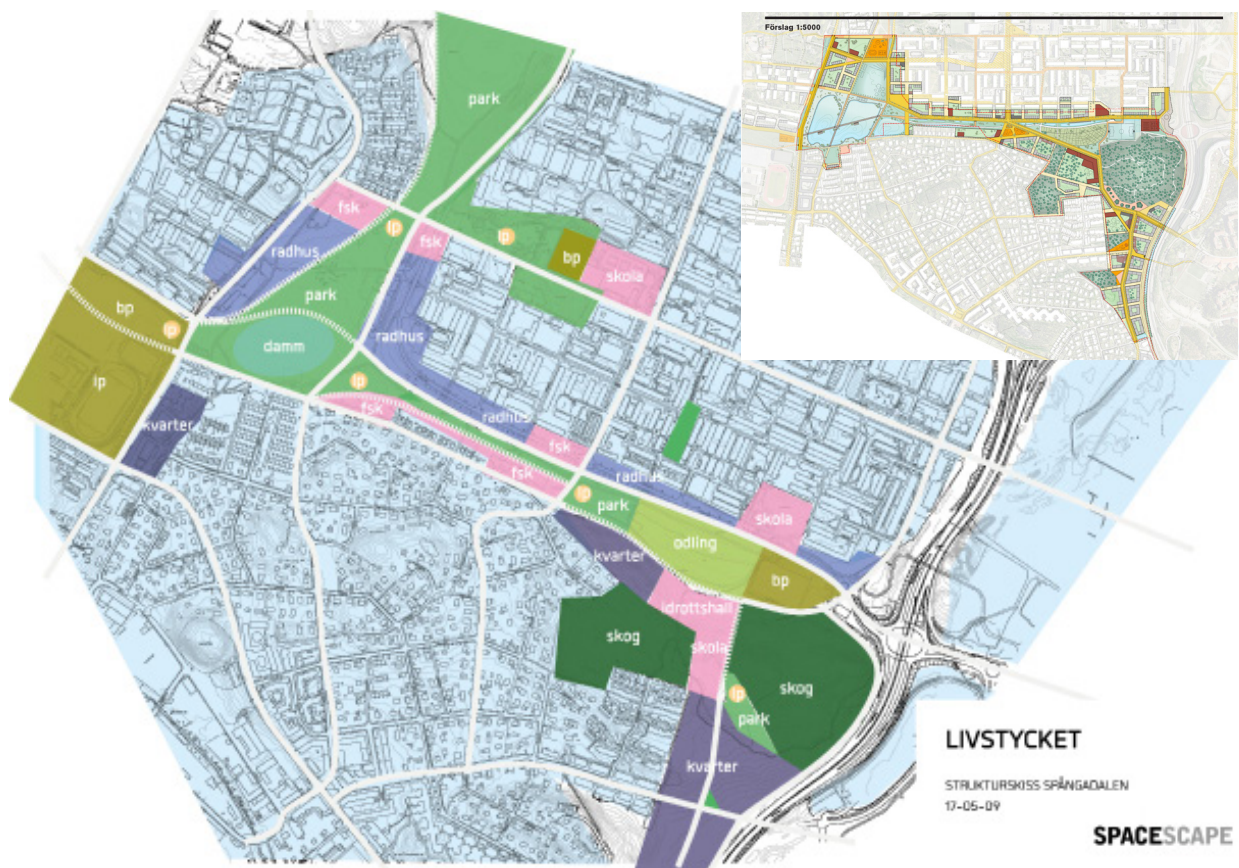 Förslag 1:5000
park
fsk
lp
fsk
lp
radhus
bp
skola
park
bp
lp
radhus
damm
lp
lp
fsk
radhus
kvarter
fsk
fsk
radhus
lp
park
skola
odling
kvarter
bp
idrottshall
skog
skola
skog
lp
park
kvarter
LIVSTYCKET
STRUKTURSKISS SPÅNGADALEN
17-05-09
SPACESCAPE